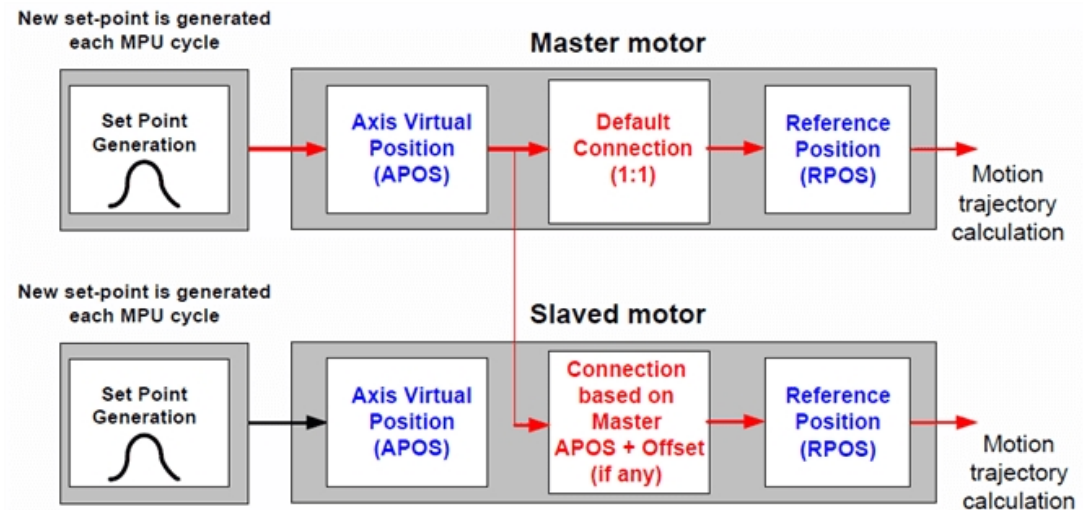 New set-point is generated
each MPU cycle
Master motor
Set Point
Generation
Axis Virtual
Position
(APOS)
Default
Connection
(1:1)
Reference
Position
(RPOS)
Motion
trajectory
calculation
New set-point is generated
each MPU cycle
Slaved motor
Set Point
Generation
Axis Virtual
Position
(APOS)
Connection
based on
Master
APOS + Offset
(if any)
Reference
Position
(RPOS)
Motion
trajectory
calculation